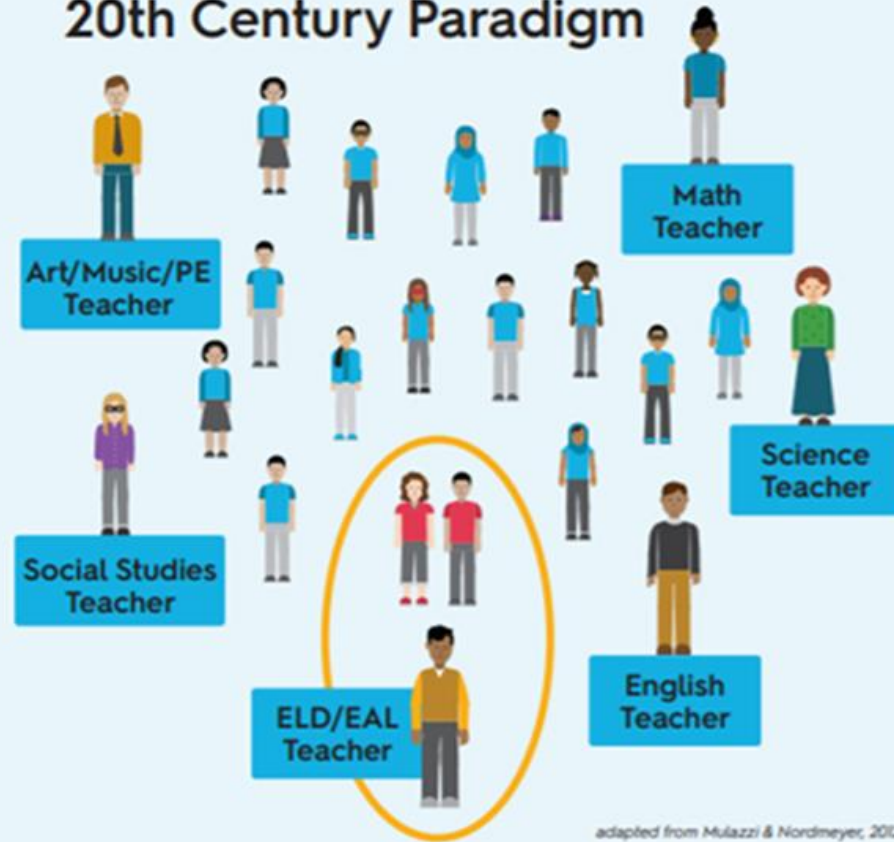 20th Century Paradigm
Math
Teacher
Art/Music/PE
Teacher
Science
Teacher
Social Studies
Teacher
English
Teacher
ELD/EAL
Teacher
adapted from Mulazzi & Nordmeyer,